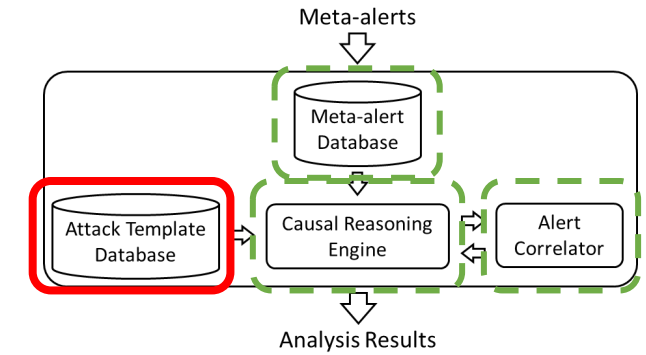 Meta-alerts
Meta-alert
Database
Attack Template
Database
Causal Reasoning
Engine
Alert
Correlator
Analysis Results